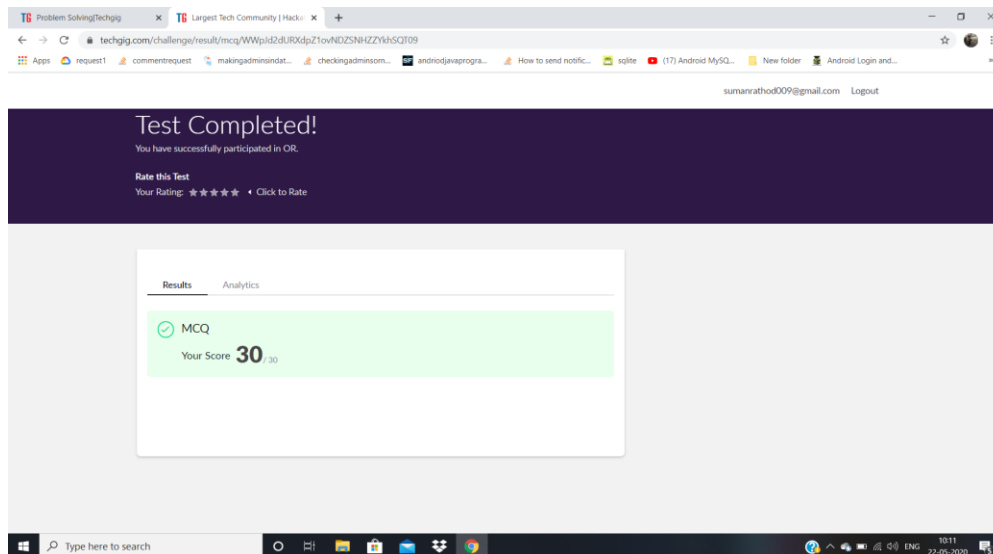 Problem Solving|Techgig
Largest Tech Community | Hacka
techgig.com/challenge/result/mcq/WWpJd2dURXdpZ1ovNDZSNHZZYkhSQT09
Apps request1 commentrequest makingadminsindat... checkingadminsorn... andriodjavaprogra... How to send notific... sqlite (17) Android MySQ... New folder Android Login and...
sumanrathod009@gmail.com Logout
Test Completed!
You have successfully participated in OR.
Rate this Test
Your Rating: Click to Rate
Results Analytics
MCQ
Your Score 30 / 30
Type here to search
ENG
10:11
22-05-2020